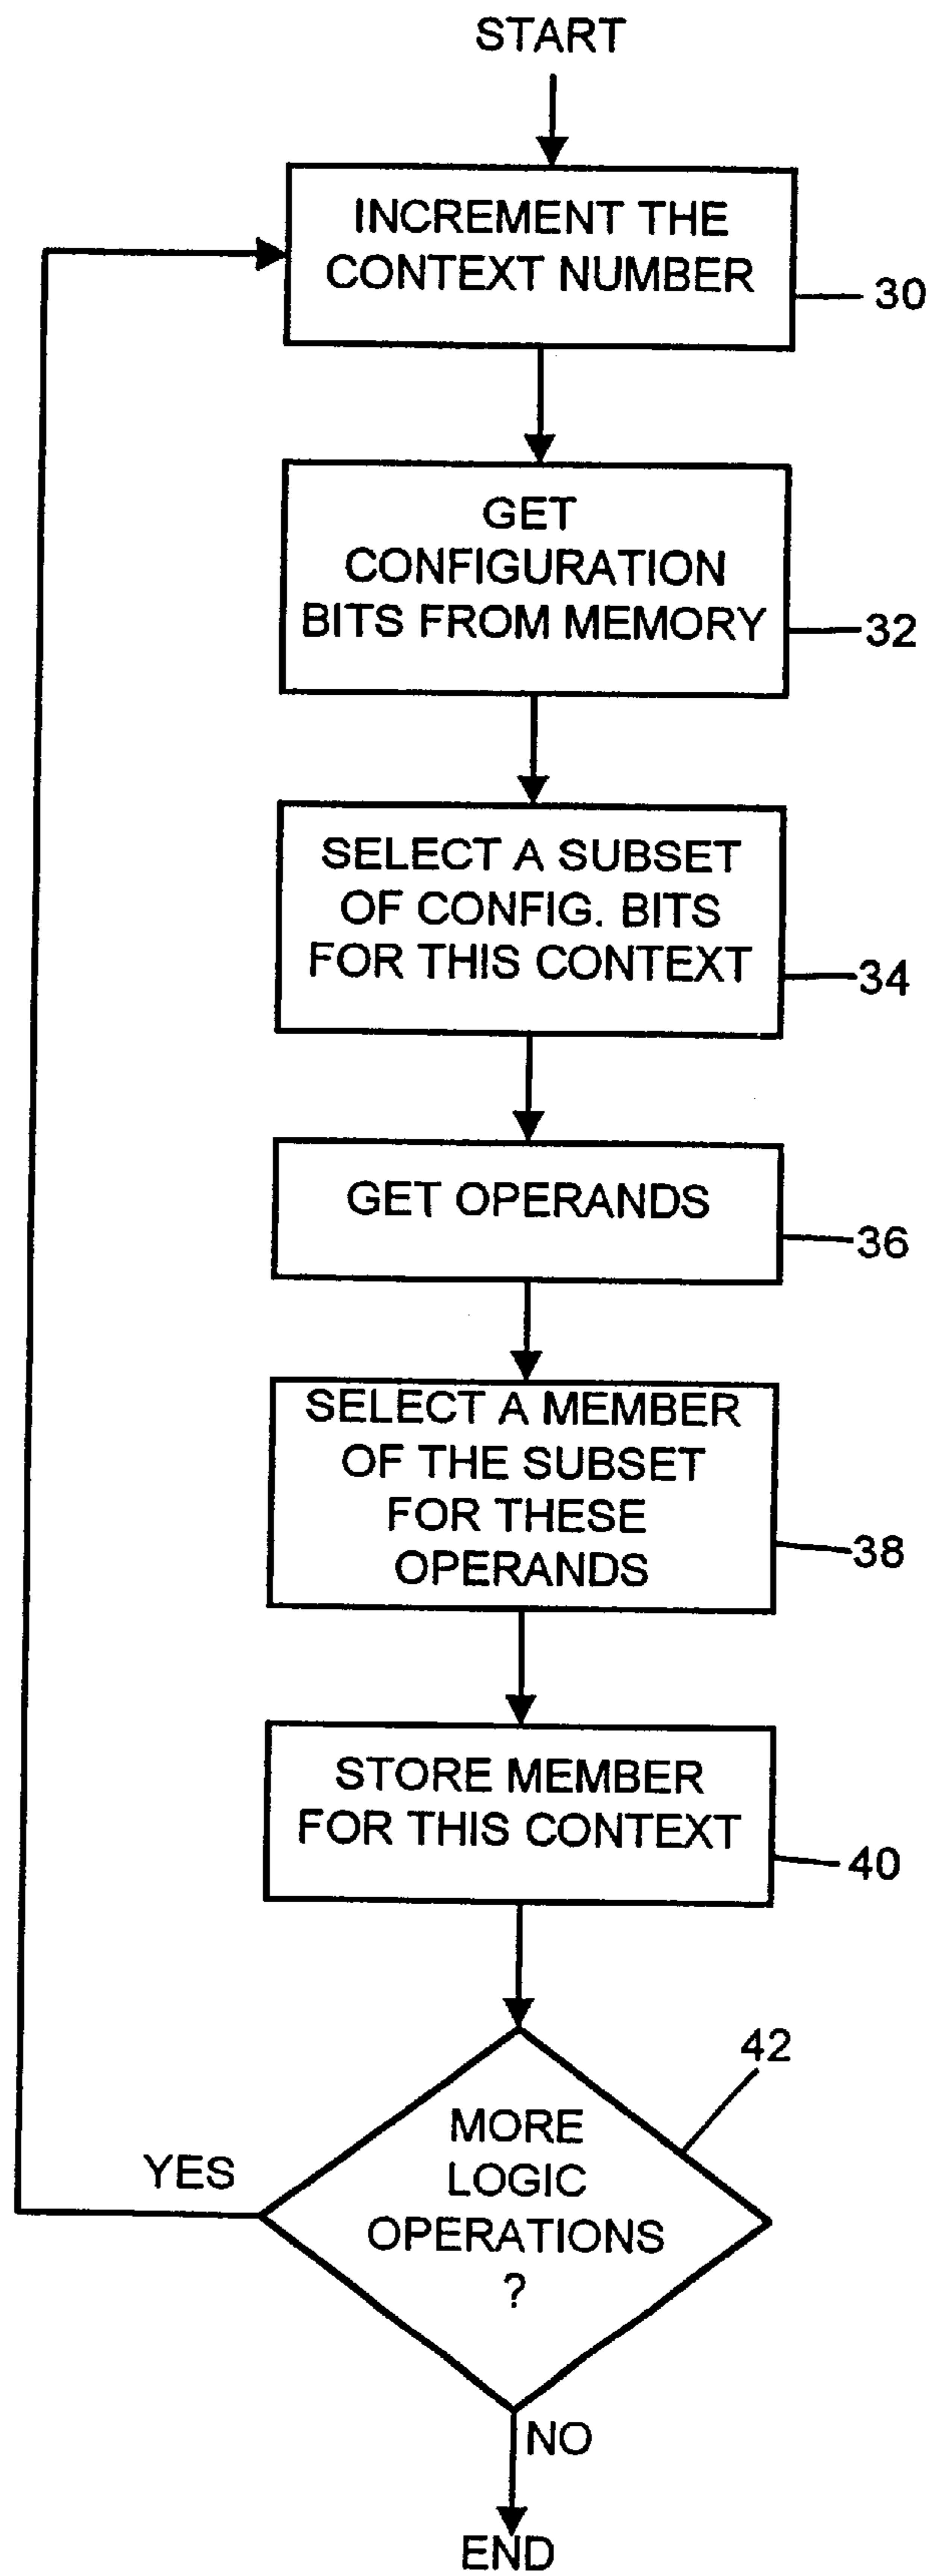 START
INCREMENT THE
CONTEXT NUMBER
30
GET
CONFIGURATION
BITS FROM MEMORY
32
SELECT A SUBSET
OF CONFIG. BITS
FOR THIS CONTEXT
34
GET OPERANDS
36
SELECT A MEMBER
OF THE SUBSET
FOR THESE
OPERANDS
38
STORE MEMBER
FOR THIS CONTEXT
40
42
MORE
LOGIC
OPERATIONS
?
YES
NO
END